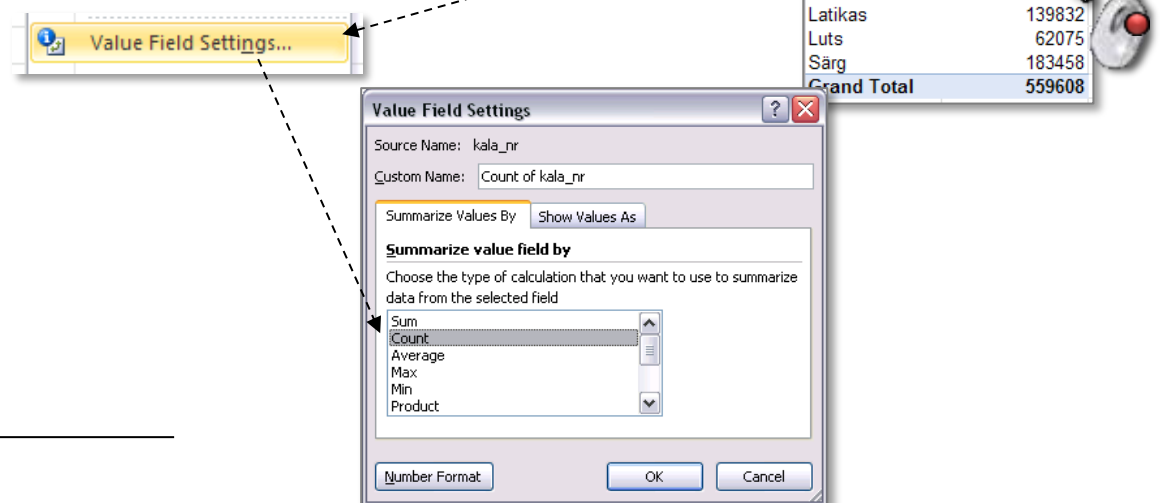 Latikas 139832
Luts 62075
Särg 183458
Grand Total 559608
Value Field Settings...
Value Field Settings
Source Name: kala_nr
Custom Name: Count of kala_nr
Summarize Values By Show Values As
Summarize value field by
Choose the type of calculation that you want to use to summarize
data from the selected field
Sum
Count
Average
Max
Min
Product
Number Format OK Cancel